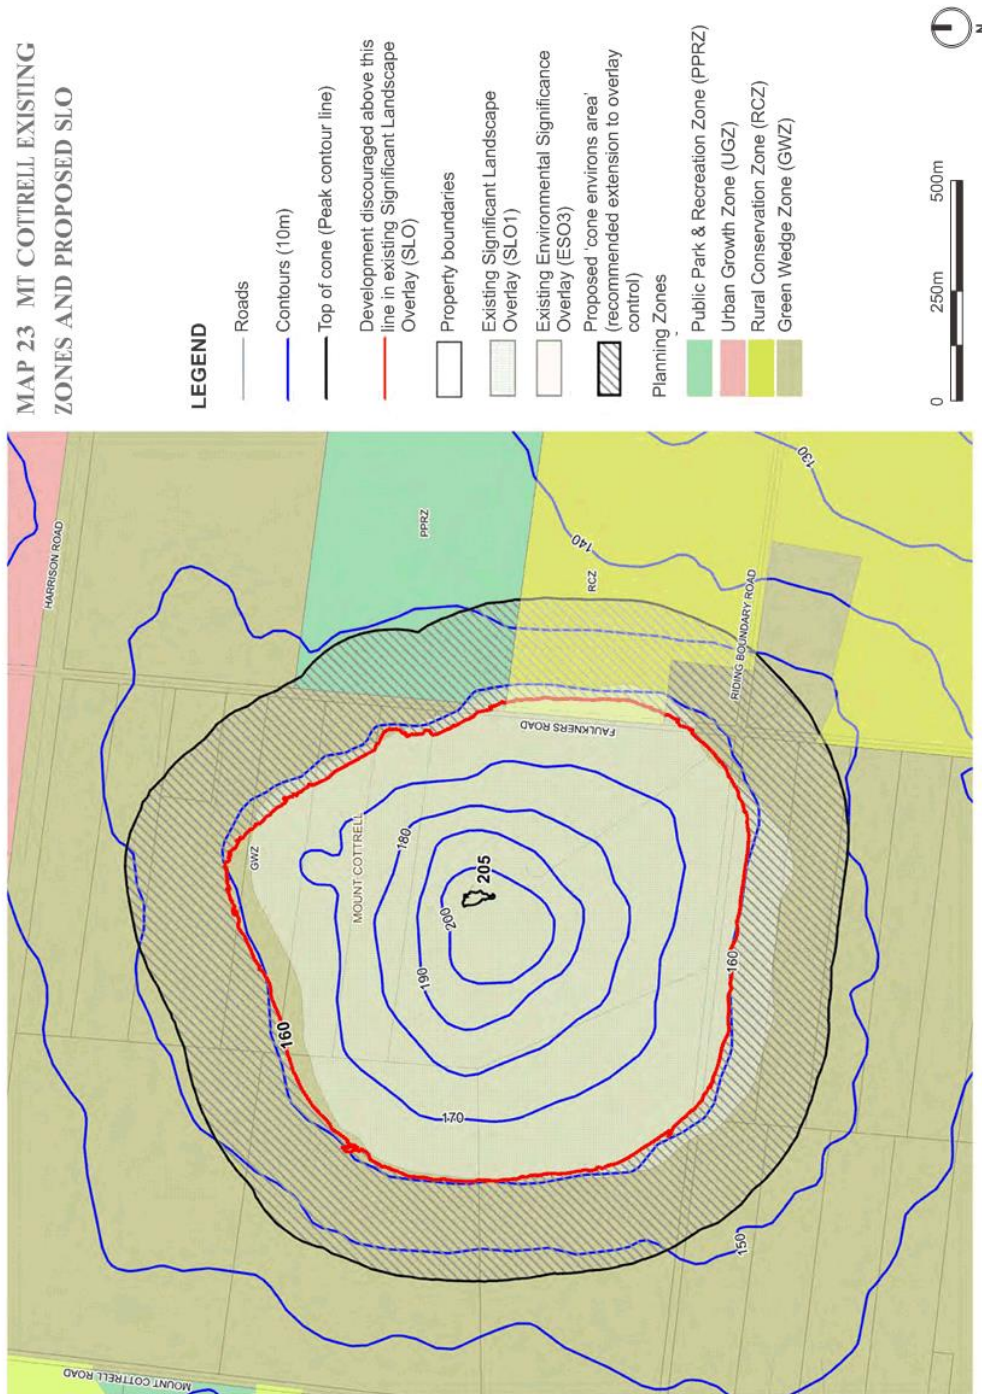 MAP 23 MT COTTRELL EXISTING
ZONES AND PROPOSED SLO
LEGEND
Roads
Contours (10m)
Top of cone (Peak contour line)
Development discouraged above this
line in existing Significant Landscape
Overlay (SLO)
Property boundaries
Existing Significant Landscape
Overlay (SLO1)
Existing Environmental Significance
Overlay (ESO3)
Proposed 'cone environs area'
(recommended extension to overlay
control)
Planning Zones
Public Park & Recreation Zone (PPRZ)
Urban Growth Zone (UGZ)
Rural Conservation Zone (RCZ)
Green Wedge Zone (GWZ)
0
250m
500m
N
HARRISON ROAD
PPRZ
RCZ
140
130
RIDING BOUNDARY ROAD
FAULKNERS ROAD
GWZ
MOUNT COTTRELL
180
205
200
190
160
160
170
150
MOUNT COTTRELL ROAD